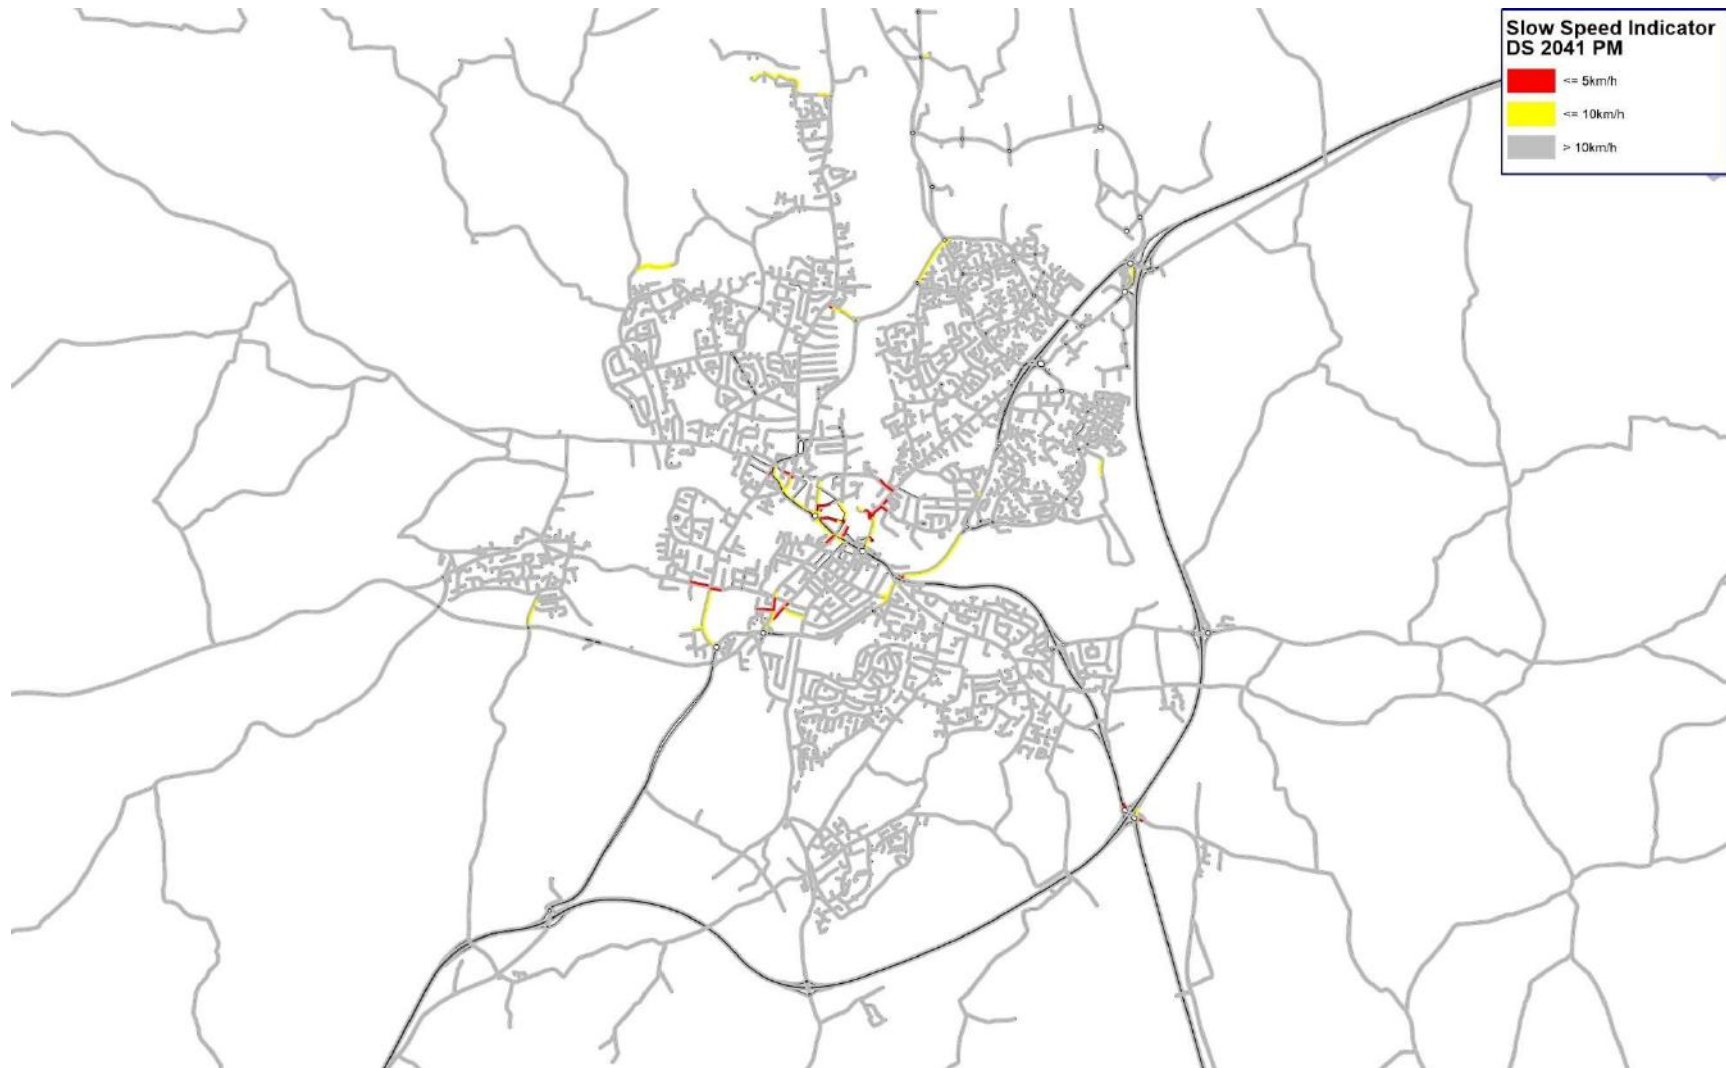 Slow Speed Indicator
DS 2041 PM
<= 5km/h
<= 10km/h
> 10km/h